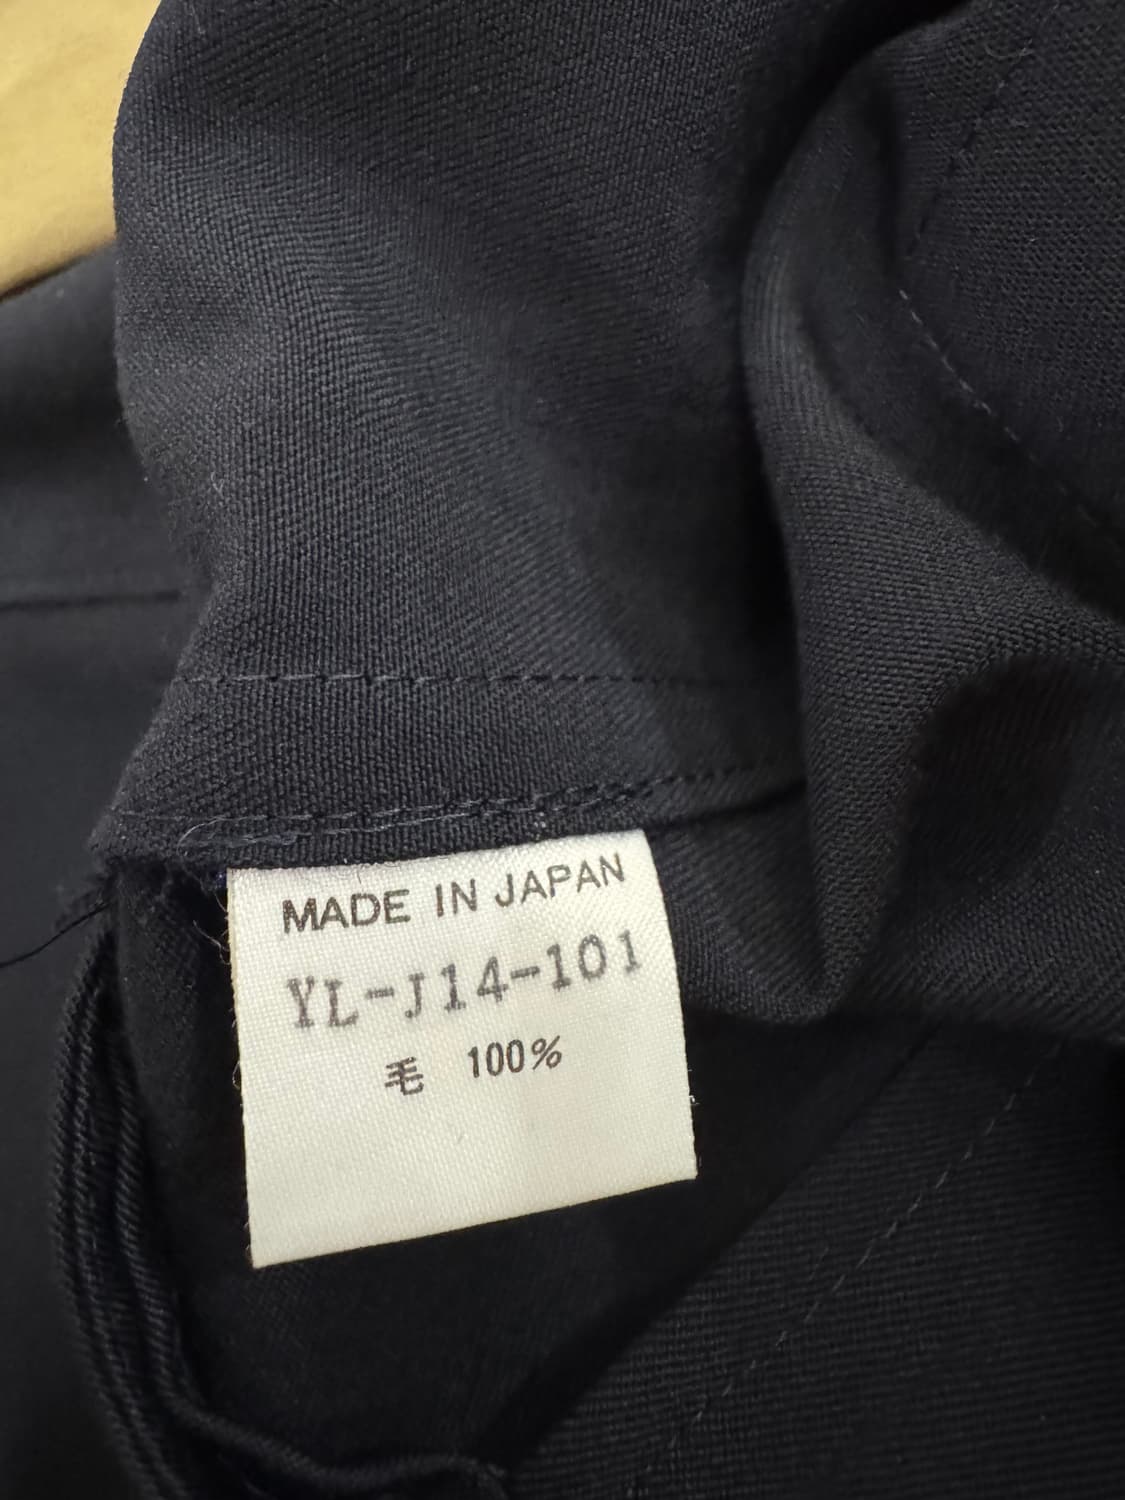 MADE IN JAPAN
YL-J14-101
毛 100%